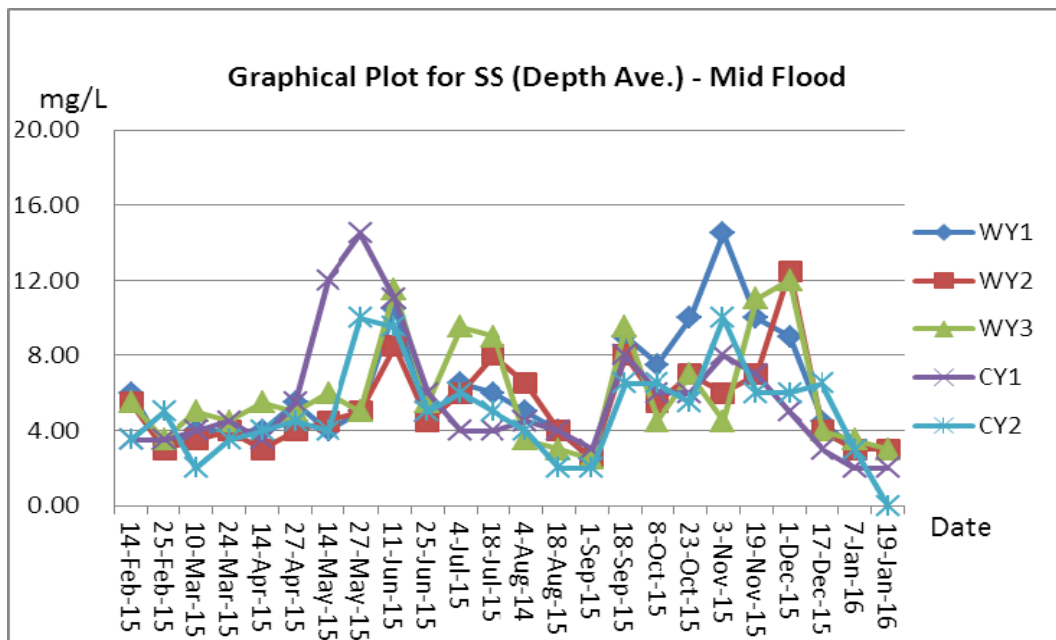 Graphical Plot for SS (Depth Ave.) - Mid Flood
mg/L
20.00
16.00
12.00
8.00
4.00
0.00
14-Feb-15
25-Feb-15
10-Mar-15
24-Mar-15
14-Apr-15
27-Apr-15
14-May-15
27-May-15
11-Jun-15
25-Jun-15
4-Jul-15
18-Jul-15
4-Aug-14
18-Aug-15
1-Sep-15
18-Sep-15
8-Oct-15
23-Oct-15
3-Nov-15
19-Nov-15
1-Dec-15
17-Dec-15
7-Jan-16
19-Jan-16
Date
WY1
WY2
WY3
CY1
CY2